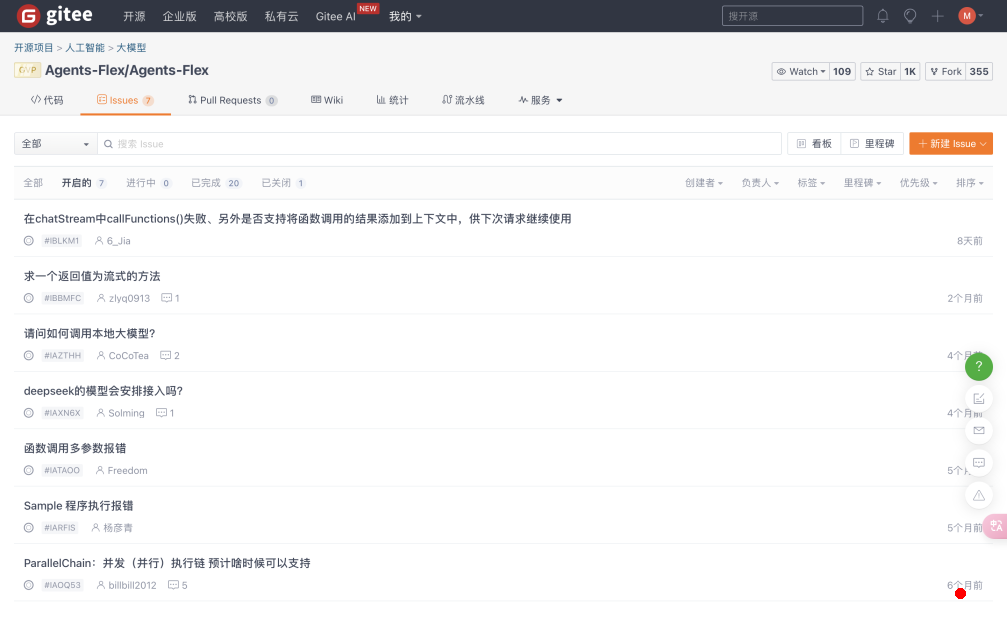 gitee 开源 企业版 高校版 私有云 Gitee AI NEW 我的 搜开源 M
开源项目 > 人工智能 > 大模型
GVP Agents-Flex/Agents-Flex
Watch 109 Star 1K Fork 355
代码 Issues 7 Pull Requests 0 Wiki 统计 流水线 服务
全部 搜索 Issue 看板 里程碑 新建 Issue
全部 开启的 7 进行中 0 已完成 20 已关闭 1 创建者 负责人 标签 里程碑 优先级 排序
在chatStream中callFunctions()失败、另外是否支持将函数调用的结果添加到上下文中，供下次请求继续使用
#IBLKM1 6_Jia 8天前
求一个返回值为流式的方法
#IBBMFC zlyq0913 1 2个月前
请问如何调用本地大模型?
#IAZTHH CoCoTea 2 4个月前
?
deepseek的模型会安排接入吗?
#IAXN6X Solming 1 4个月前
函数调用多参数报错
#IATAOO Freedom 5个月
Sample 程序执行报错
#IARFIS 杨彦青 5个月前
ParallelChain：并发（并行）执行链 预计啥时候可以支持
#IAOQ53 billbill2012 5 6个月前